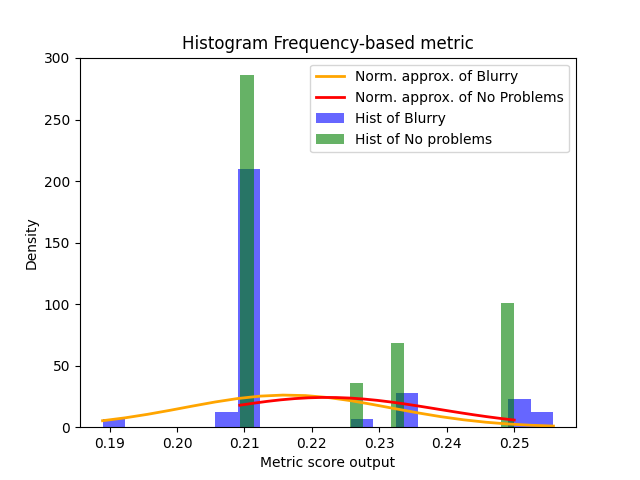 Histogram Frequency-based metric
Norm. approx. of Blurry
Norm. approx. of No Problems
Hist of Blurry
Hist of No problems
300
250
200
150
100
50
0
Density
0.19 0.20 0.21 0.22 0.23 0.24 0.25
Metric score output